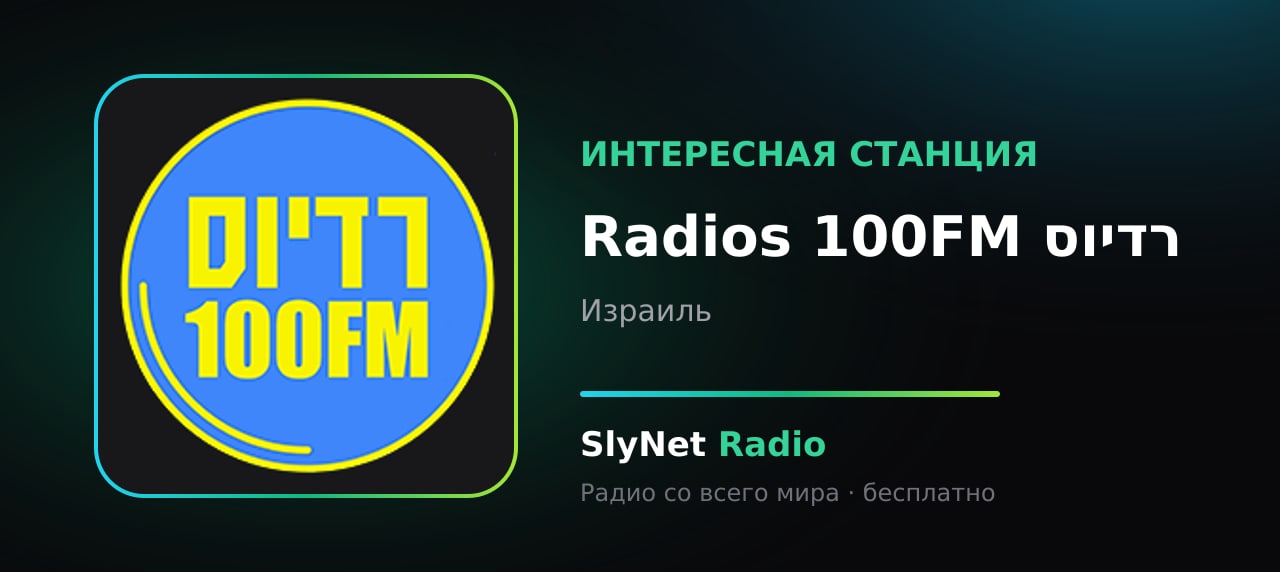 רדיוס
100FM
ИНТЕРЕСНАЯ СТАНЦИЯ
Radios 100FM רדיוס
Израиль
SlyNet Radio
Радио со всего мира · бесплатно